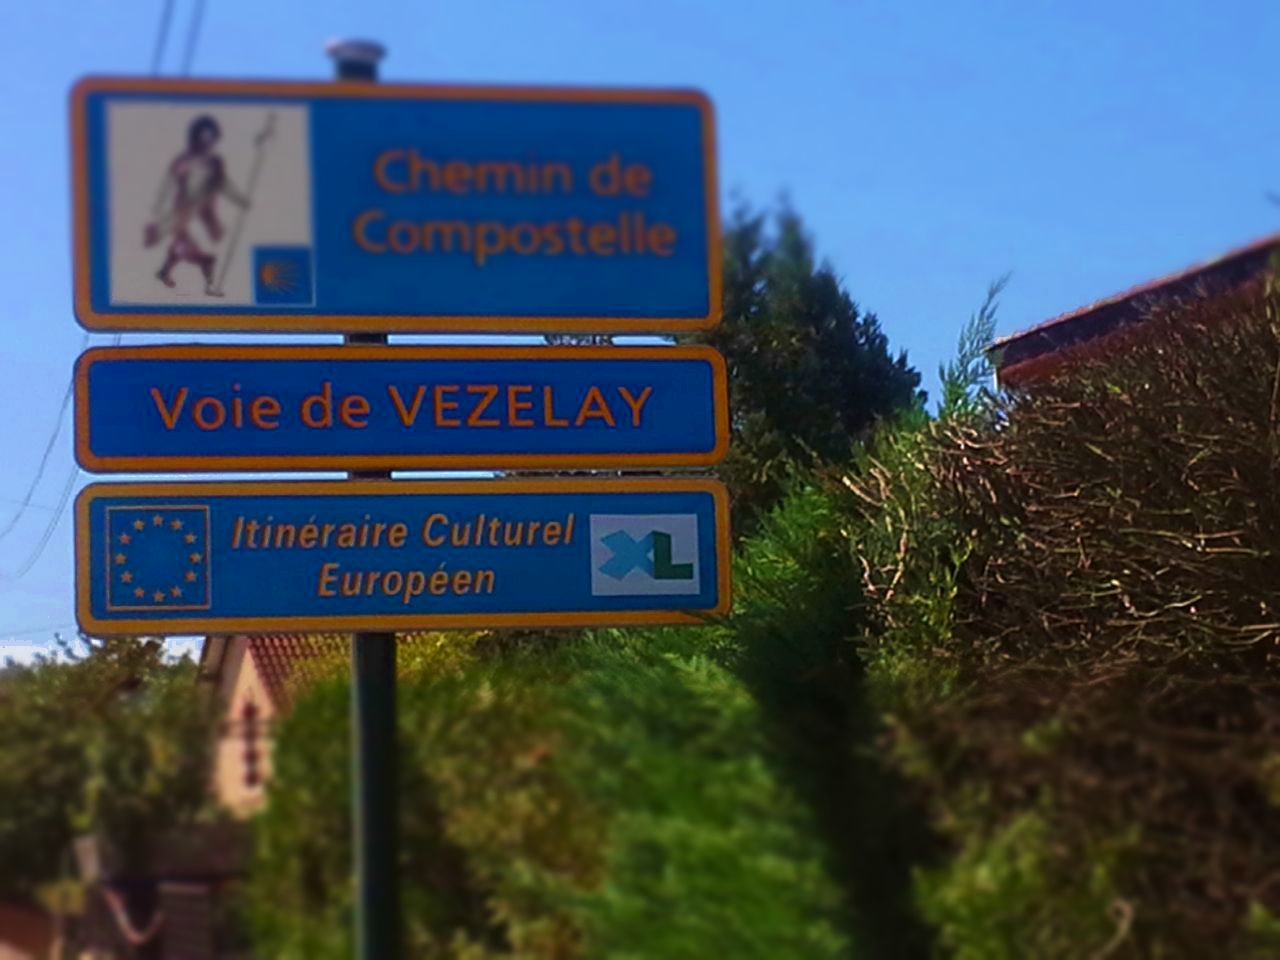 Chemin de
Compostelle
Voie de VEZELAY
Itinéraire Culturel
Européen
XL